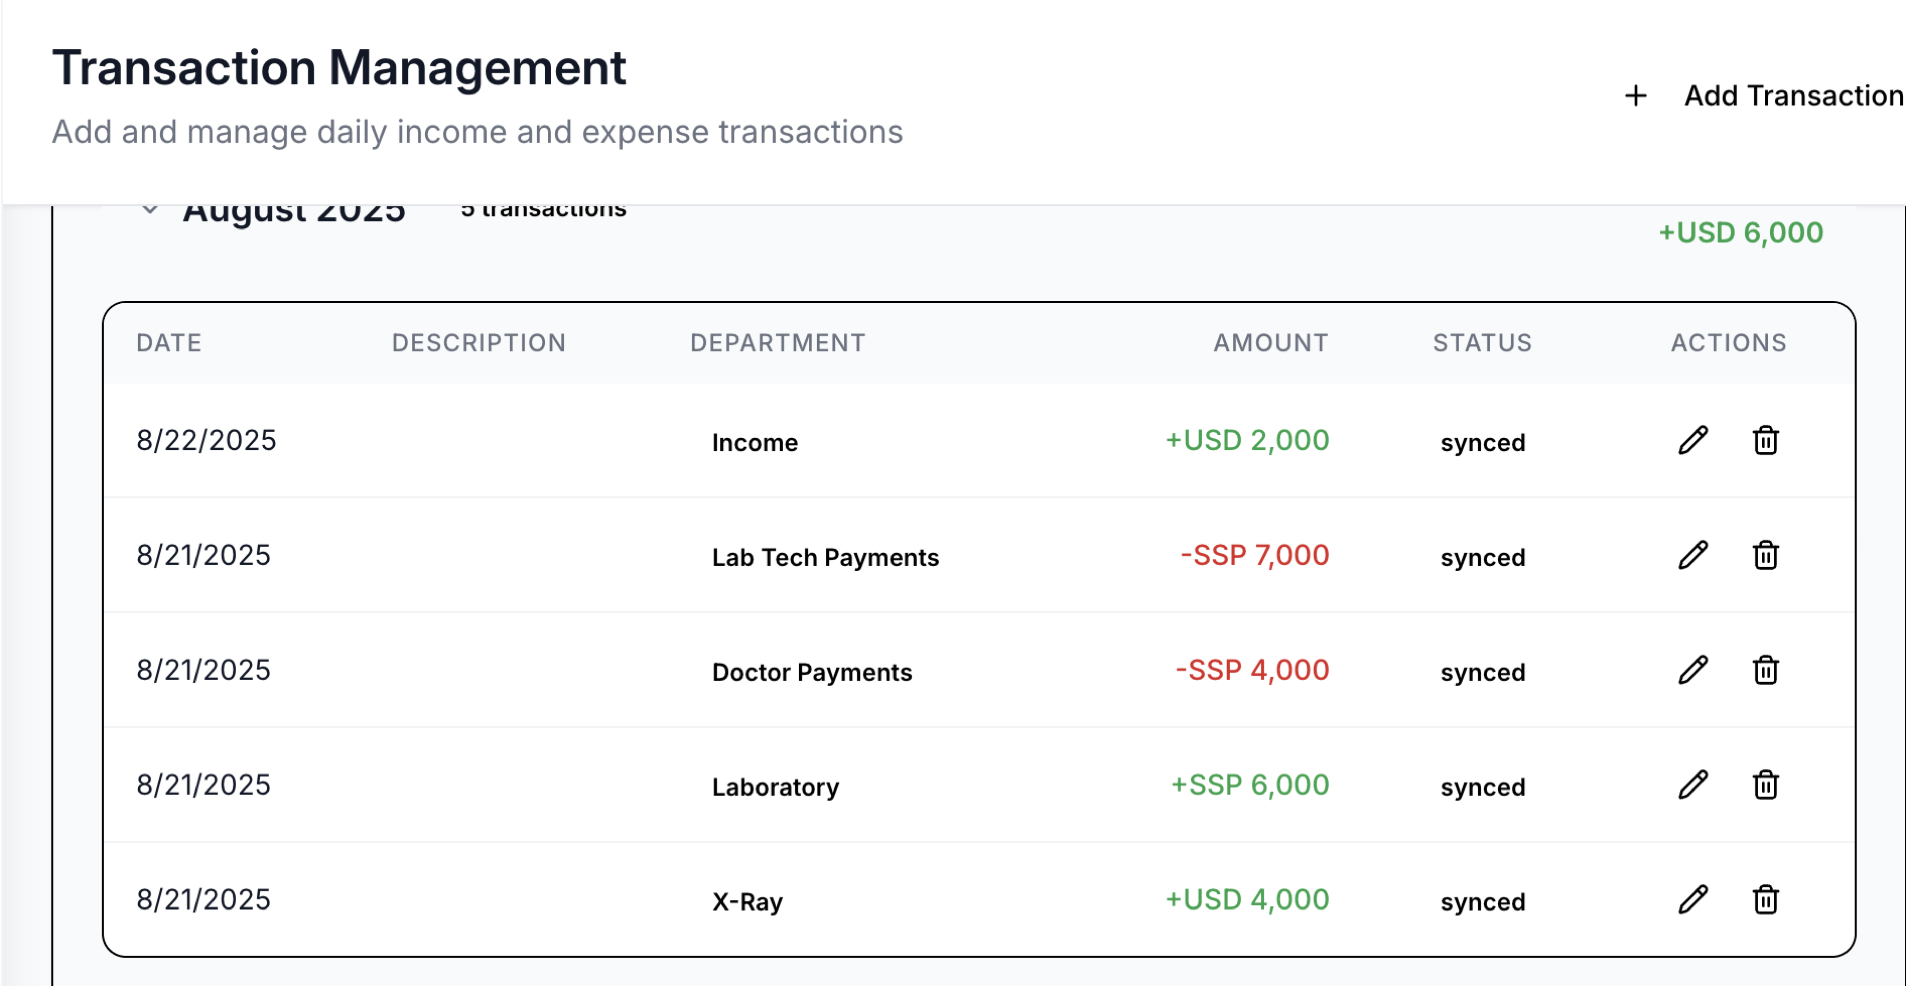 Transaction Management
Add and manage daily income and expense transactions
+ Add Transaction
August 2025 5 transactions
+USD 6,000
DATE DESCRIPTION DEPARTMENT AMOUNT STATUS ACTIONS
8/22/2025 Income +USD 2,000 synced
8/21/2025 Lab Tech Payments -SSP 7,000 synced
8/21/2025 Doctor Payments -SSP 4,000 synced
8/21/2025 Laboratory +SSP 6,000 synced
8/21/2025 X-Ray +USD 4,000 synced